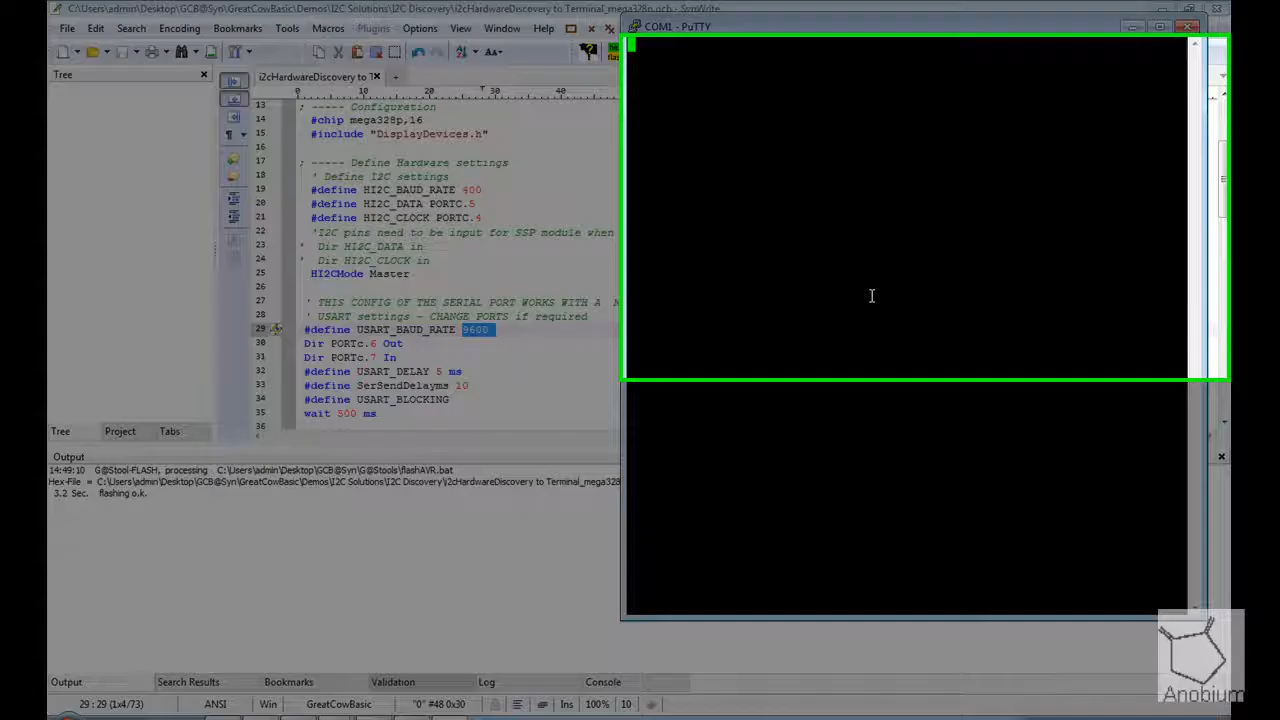 C:\Users\admin\Desktop\GCB@Syn\GreatCowBasic\Demos\I2C Solutions\I2C Discovery\i2cHardwareDiscovery to Terminal_mega328p.gcb - SynWrite
File Edit Search Encoding Bookmarks Tools Macros Plugins Options View Window Help
COM1 - PuTTY
Tree
i2cHardwareDiscovery to T
0 10 20 30 40
13 ; ----- Configuration
14 #chip mega328p,16
15 #include "DisplayDevices.h"
16
17 ; ----- Define Hardware settings
18 ' Define I2C settings
19 #define HI2C_BAUD_RATE 400
20 #define HI2C_DATA PORTC.5
21 #define HI2C_CLOCK PORTC.4
22 'I2C pins need to be input for SSP module when
23 ' Dir HI2C_DATA in
24 ' Dir HI2C_CLOCK in
25 HI2CMode Master
26
27 ' THIS CONFIG OF THE SERIAL PORT WORKS WITH A
28 ' USART settings - CHANGE PORTS if required
29 #define USART_BAUD_RATE 9600
30 Dir PORTc.6 Out
31 Dir PORTc.7 In
32 #define USART_DELAY 5 ms
33 #define SerSendDelayms 10
34 #define USART_BLOCKING
35 wait 500 ms
36
Tree Project Tabs
Output
14:49:10 G@Stool-FLASH, processing C:\Users\admin\Desktop\GCB@Syn\G@Stools\flashAVR.bat
Hex-File = C:\Users\admin\Desktop\GCB@Syn\GreatCowBasic\Demos\I2C Solutions\I2C Discovery\i2cHardwareDiscovery to Terminal_mega328
3.2 Sec. flashing o.k.
Output Search Results Bookmarks Validation Log Console
29 : 29 (1x4/73) ANSI Win GreatCowBasic "0" #48 0x30 Ins 100% 10
Anobium